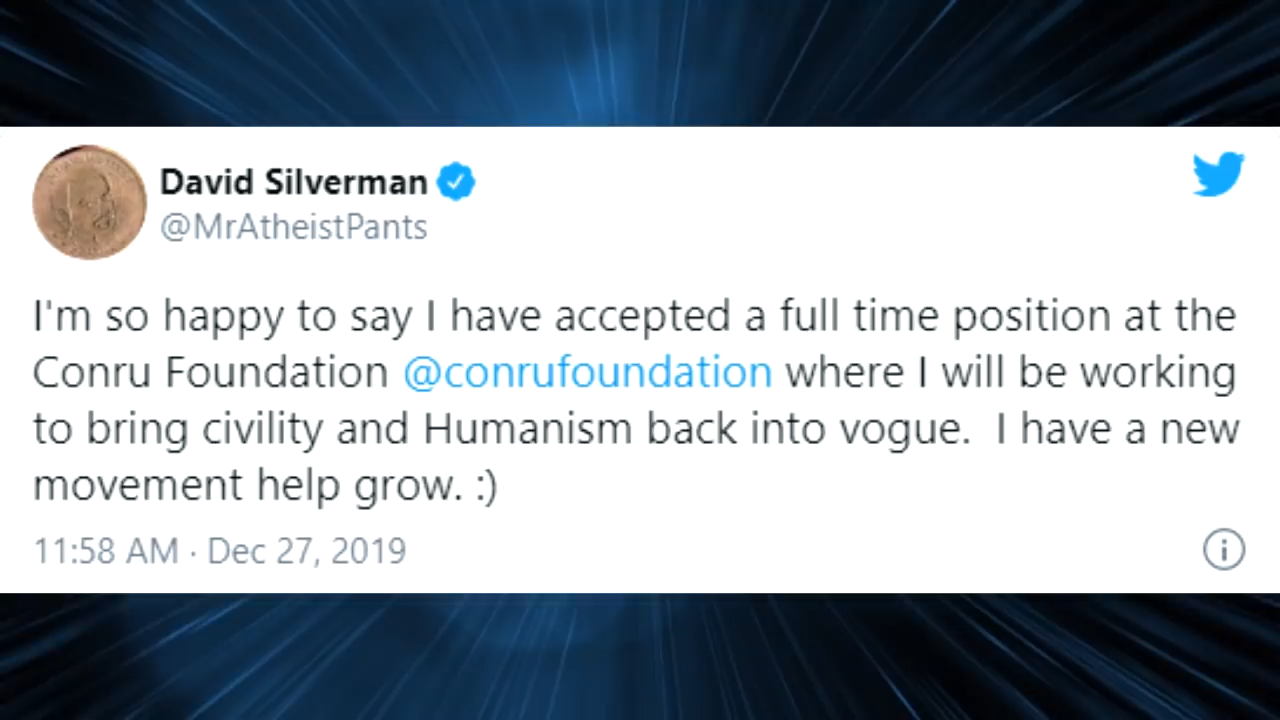 David Silverman
@MrAtheistPants
I'm so happy to say I have accepted a full time position at the
Conru Foundation @conrufoundation where I will be working
to bring civility and Humanism back into vogue.  I have a new
movement help grow. :)
11:58 AM · Dec 27, 2019